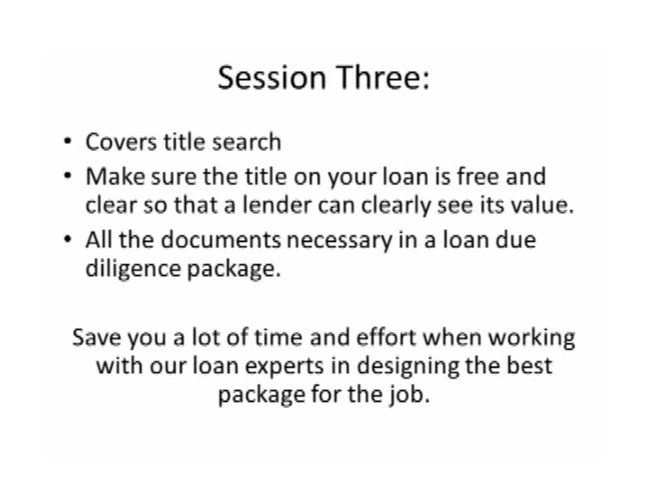 Session Three:
• Covers title search
• Make sure the title on your loan is free and
clear so that a lender can clearly see its value.
• All the documents necessary in a loan due
diligence package.
Save you a lot of time and effort when working
with our loan experts in designing the best
package for the job.